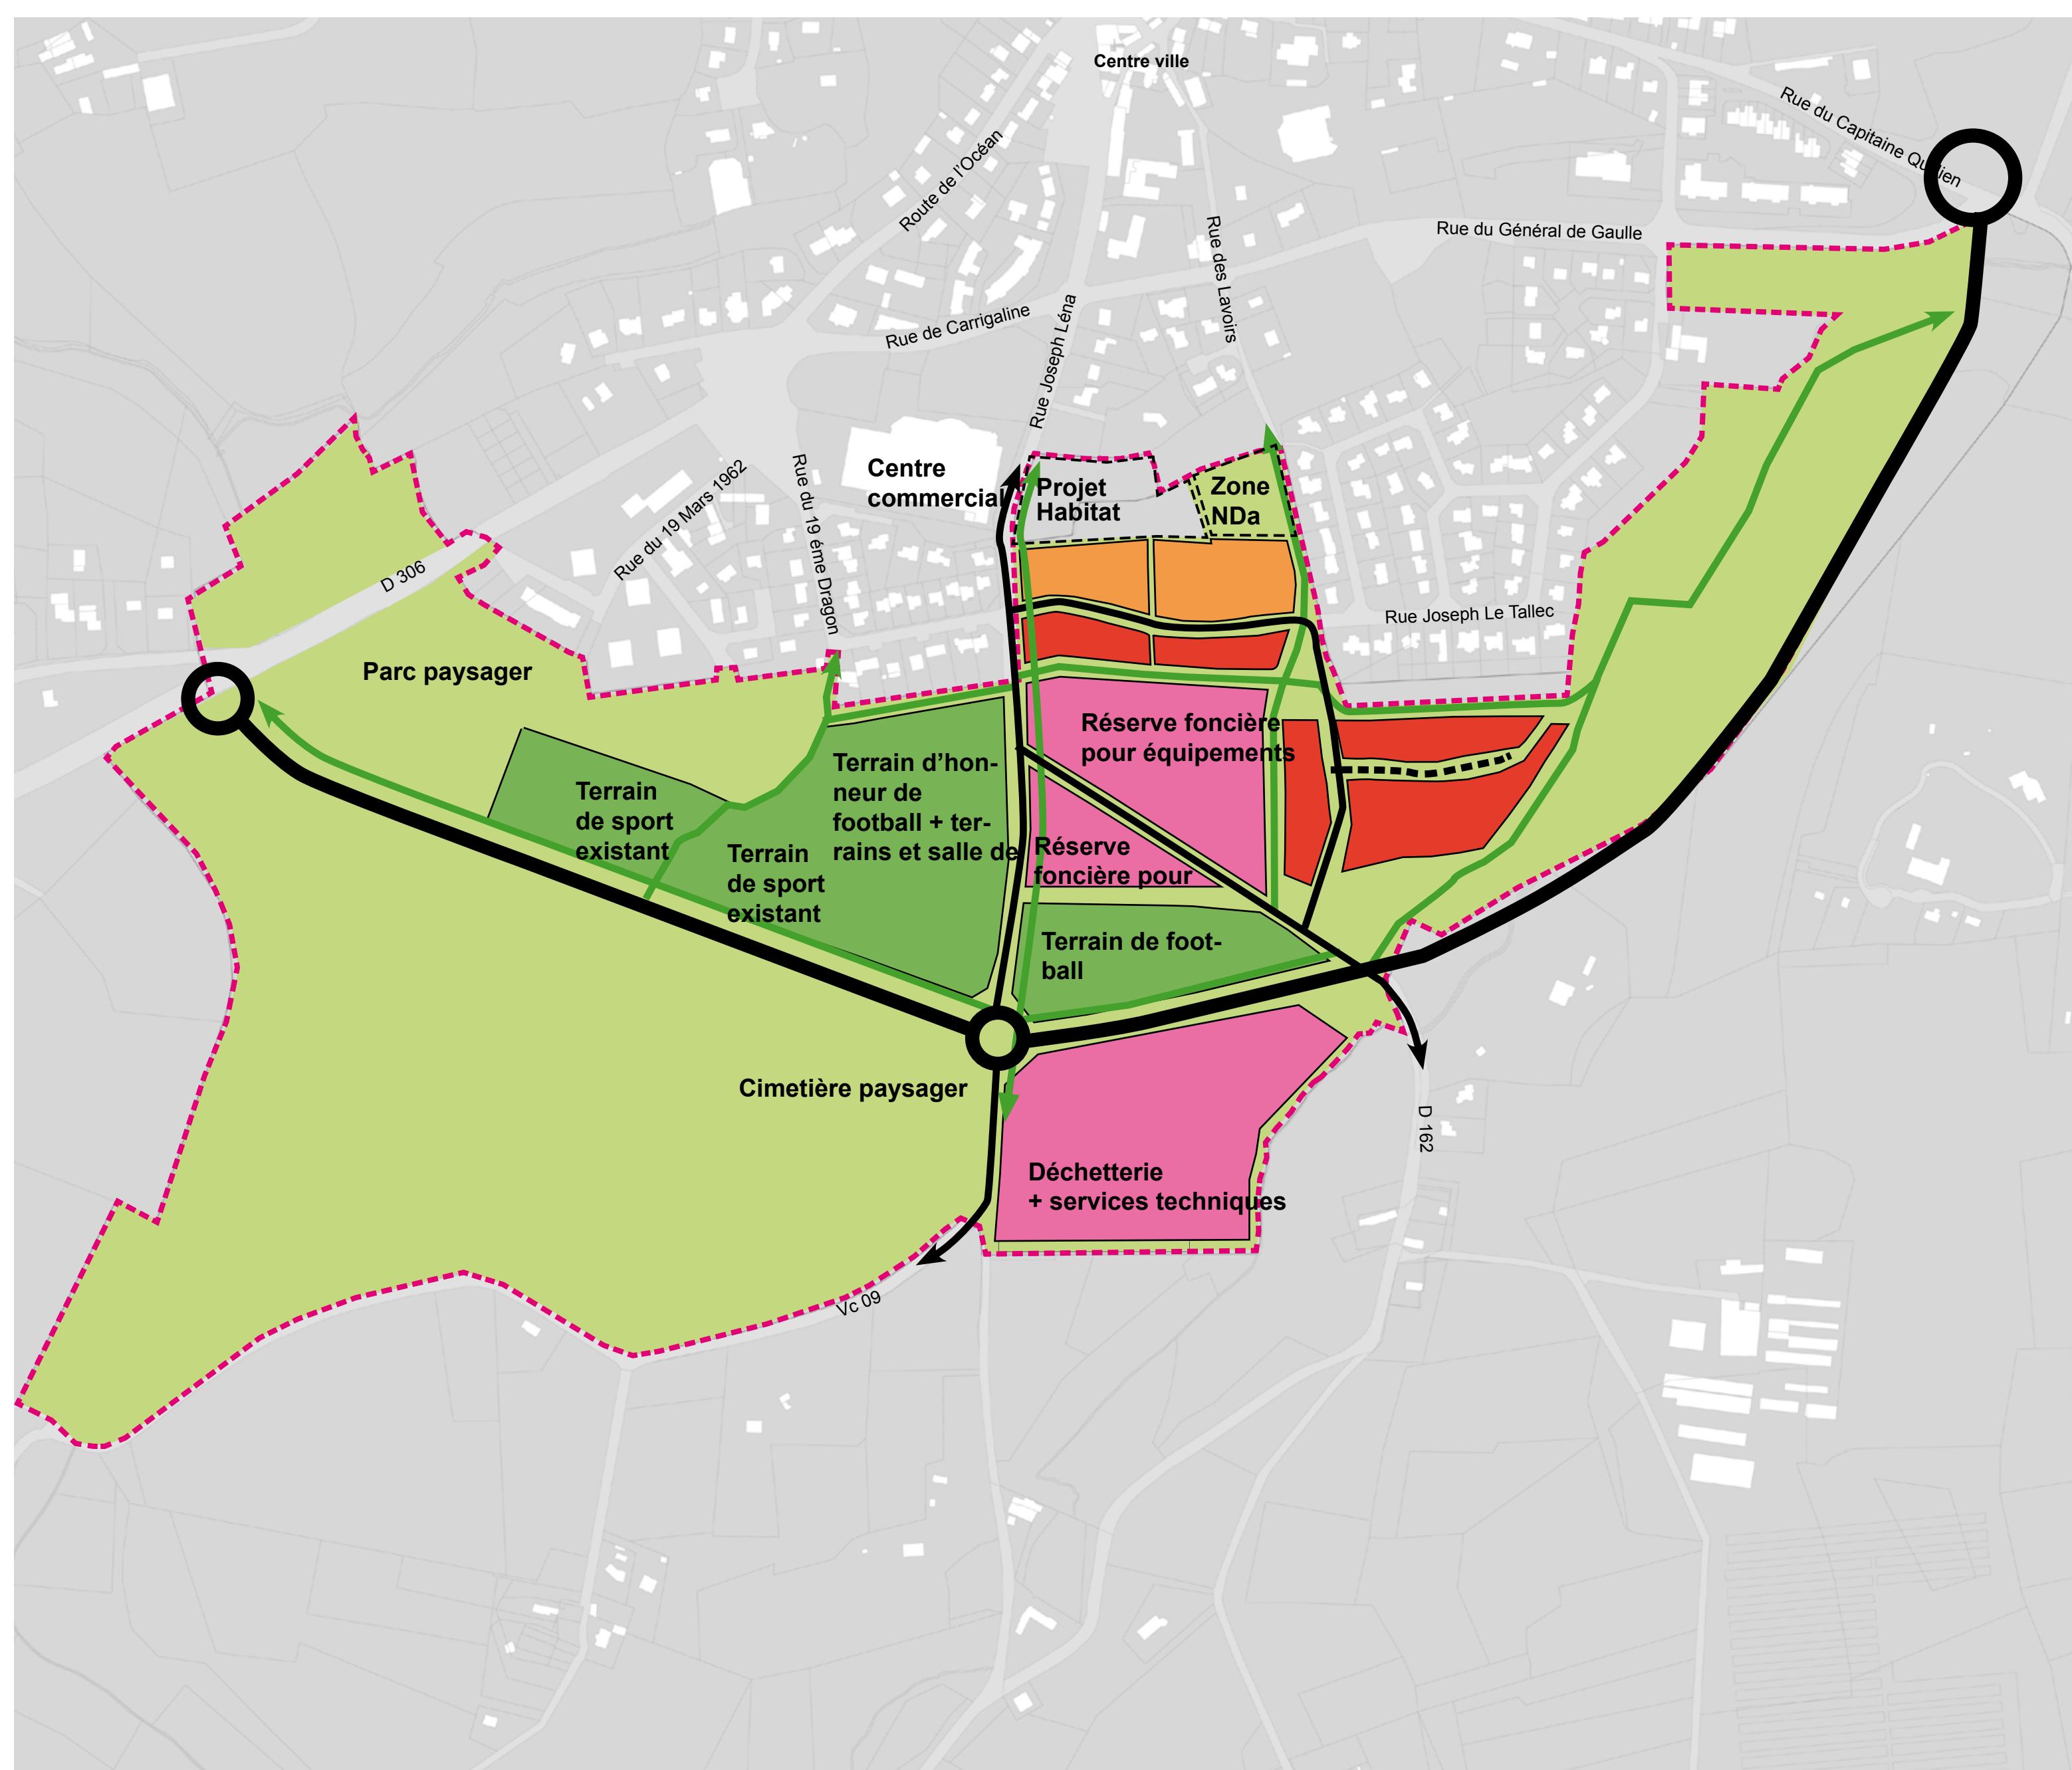 Centre ville
Rue du Capitaine Quilien
Route de l'Océan
Rue des Lavoirs
Rue du Général de Gaulle
Rue de Carrigaline
Rue Joseph Léna
Rue du 19 Mars 1962
Rue du 19 éme Dragon
Centre
commercial
Projet
Habitat
Zone
NDa
D 306
Rue Joseph Le Tallec
Parc paysager
Réserve foncière
pour équipements
Terrain d'hon-
neur de
football + ter-
rains et salle de
Terrain
de sport
existant
Terrain
de sport
existant
Réserve
foncière pour
Terrain de foot-
ball
Cimetière paysager
D 162
Déchetterie
+ services techniques
Vc 09